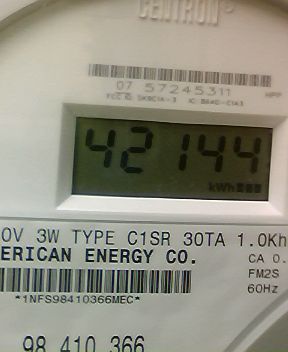 CENTRON®
07 57245311
42144
kWh
0V 3W TYPE C1SR 30TA 1.0Kh
ERICAN ENERGY CO. CA 0.
FM2S
*1NFS98410366MEC* 60Hz
98 410 366